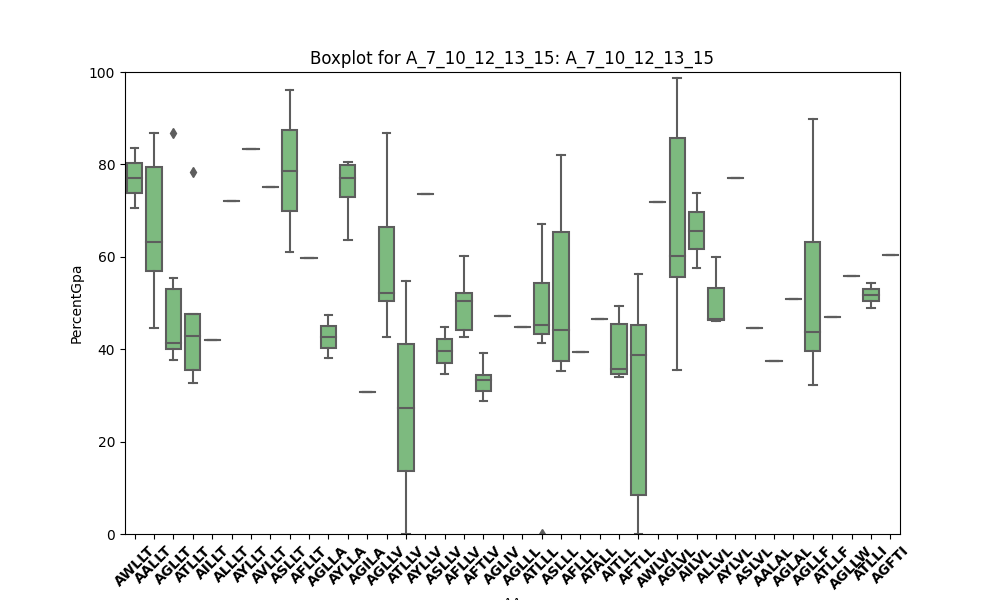 Boxplot for A_7_10_12_13_15: A_7_10_12_13_15
PercentGpa
100
80
60
40
20
0
AWLLT
AALLT
AGLLT
ATLLT
AILLT
ALLLT
AYLLT
AVLLT
ASLLT
AFLLT
AGLLA
AYLLA
AGILA
AGLLV
ATLLV
AYLLV
ASLLV
AFLLV
AFTIV
AGLIV
AGLLL
ATLLL
ASLLL
AFLLL
ATALL
AITLL
AFTLL
AWLVL
AGLVL
AILVL
ALLVL
AYLVL
ASLVL
AALAL
AGLAL
AGLLF
ATLLF
AGLLW
ATLLI
AGFTI